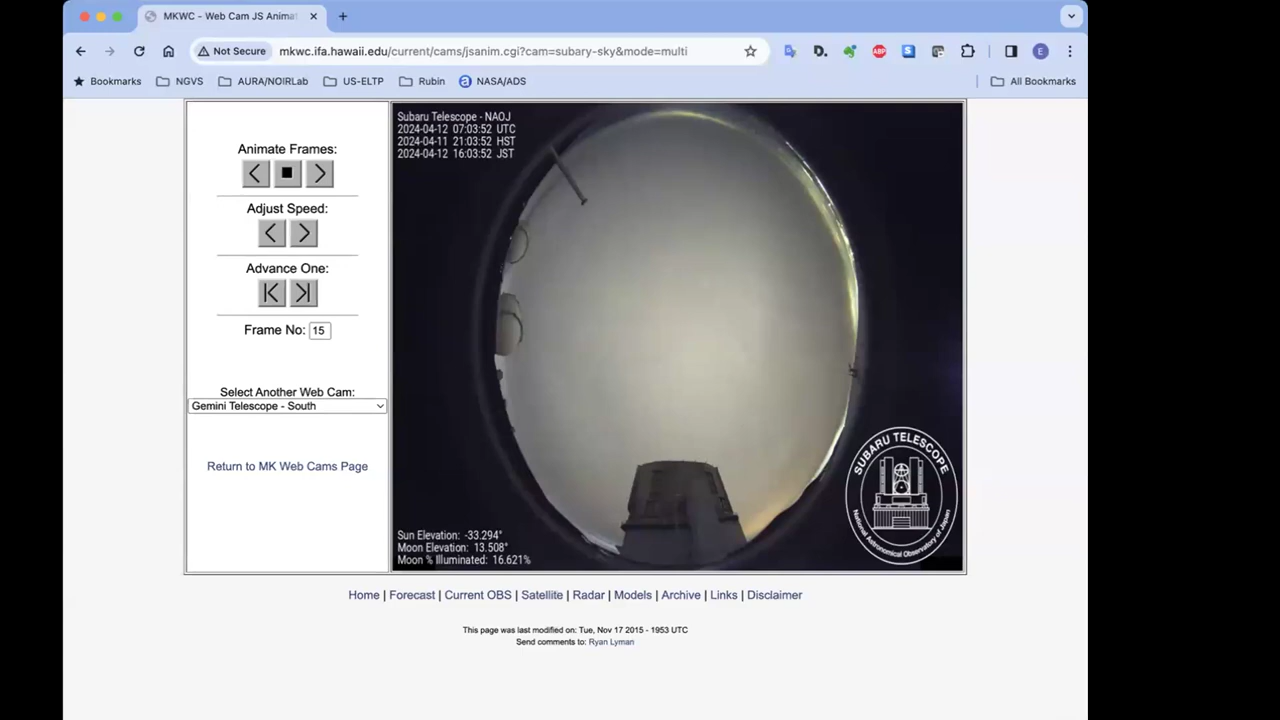 MKWC - Web Cam JS Animat
Not Secure
mkwc.ifa.hawaii.edu/current/cams/jsanim.cgi?cam=subary-sky&mode=multi
D.
ABP
S
E
Bookmarks
NGVS
AURA/NOIRLab
US-ELTP
Rubin
a
NASA/ADS
All Bookmarks
Animate Frames:
Adjust Speed:
Advance One:
Frame No: 15
Select Another Web Cam:
Gemini Telescope - South
Return to MK Web Cams Page
Subaru Telescope - NAOJ
2024-04-12 07:03:52 UTC
2024-04-11 21:03:52 HST
2024-04-12 16:03:52 JST
Sun Elevation: -33.294°
Moon Elevation: 13.508°
Moon % Illuminated: 16.621%
SUBARU TELESCOPE
National Astronomical Observatory of Japan
Home | Forecast | Current OBS | Satellite | Radar | Models | Archive | Links | Disclaimer
This page was last modified on: Tue, Nov 17 2015 - 1953 UTC
Send comments to: Ryan Lyman